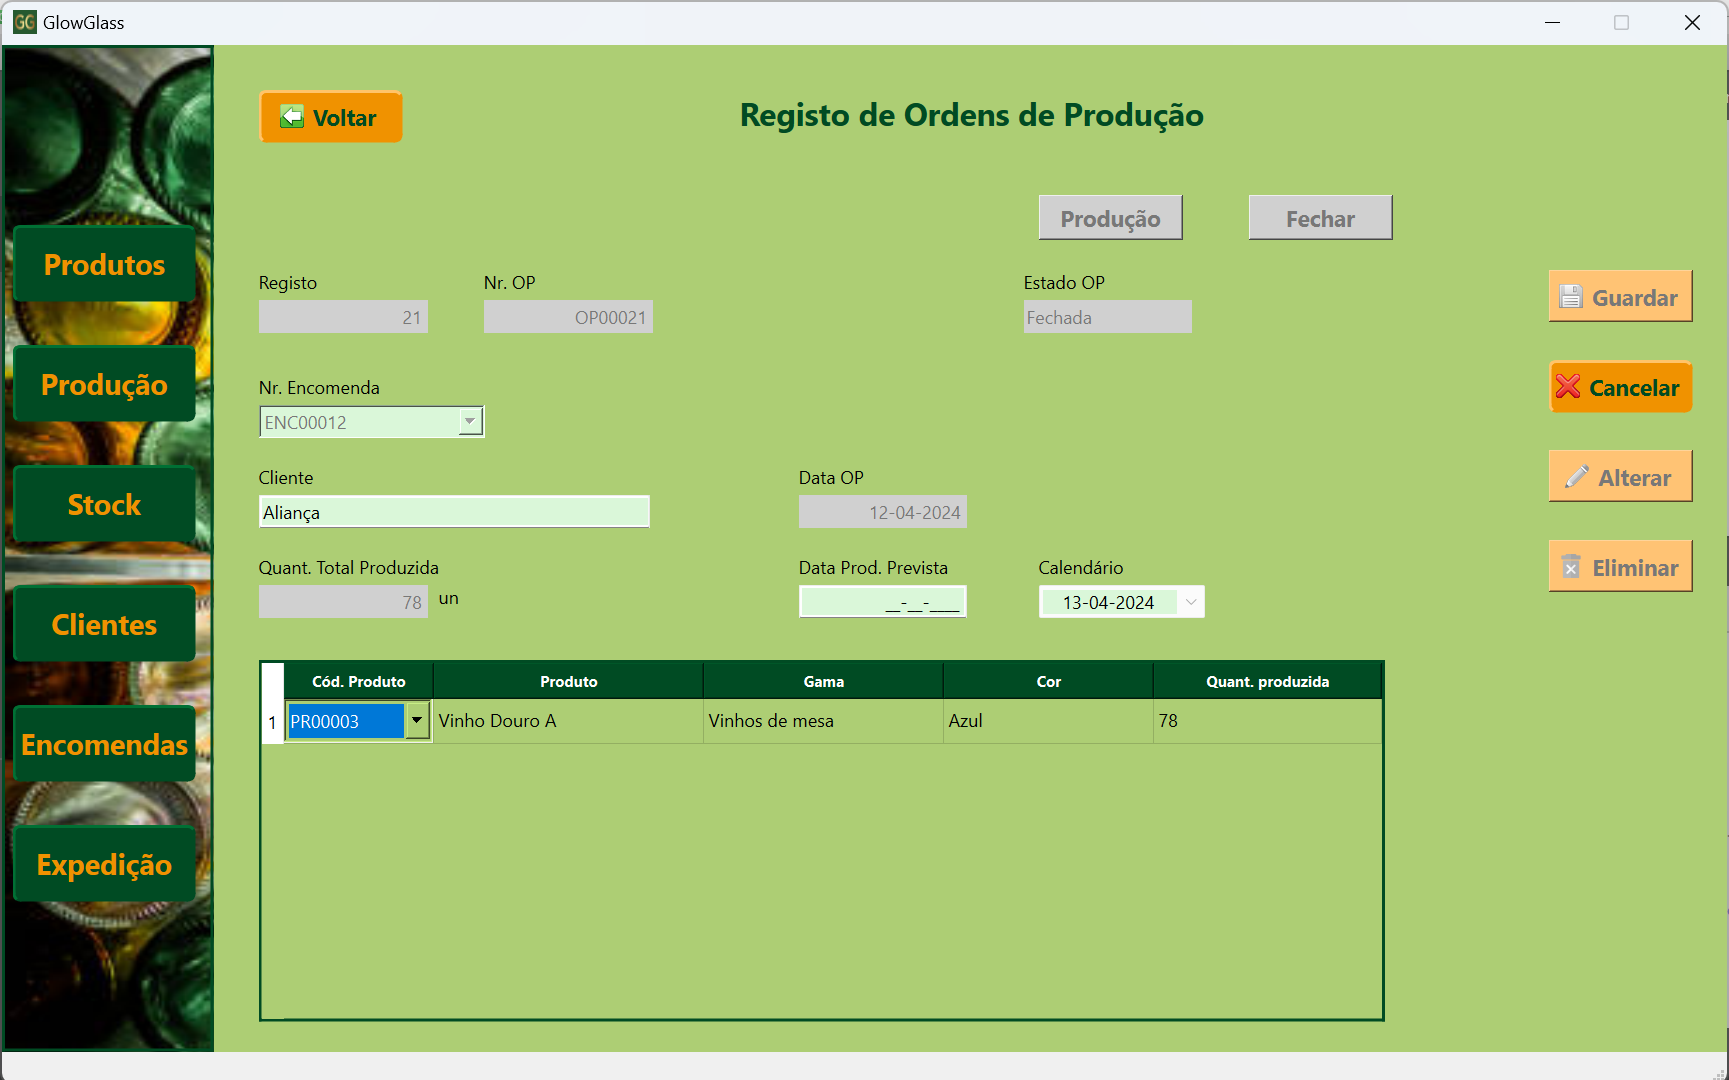 GG GlowGlass
Voltar
Registo de Ordens de Produção
Produção
Fechar
Produtos
Produção
Stock
Clientes
Encomendas
Expedição
Registo
21
Nr. OP
OP00021
Estado OP
Fechada
Nr. Encomenda
ENC00012
Cliente
Aliança
Data OP
12-04-2024
Quant. Total Produzida
78 un
Data Prod. Prevista
__-__-____
Calendário
13-04-2024
Guardar
Cancelar
Alterar
Eliminar
Cód. Produto Produto Gama Cor Quant. produzida
1 PR00003 Vinho Douro A Vinhos de mesa Azul 78